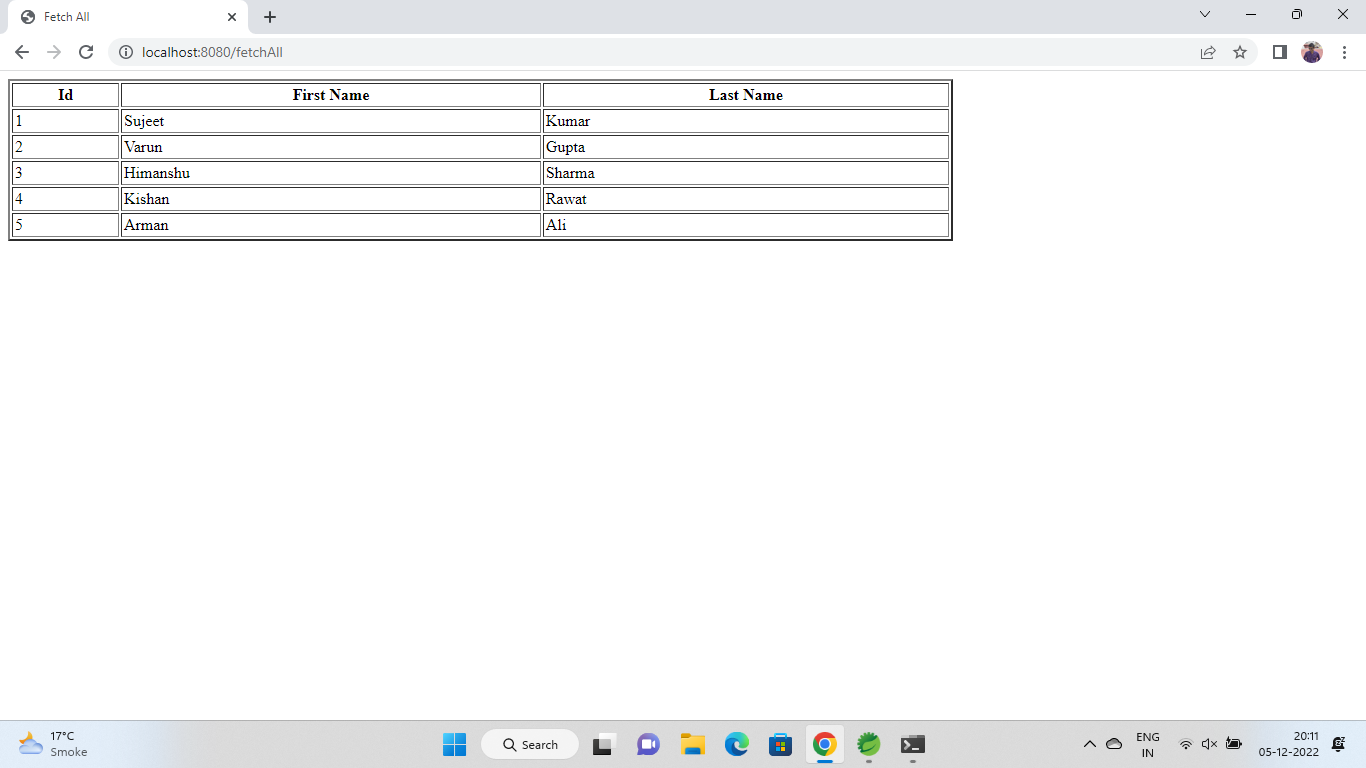 Fetch All
localhost:8080/fetchAll
Id First Name Last Name
1 Sujeet Kumar
2 Varun Gupta
3 Himanshu Sharma
4 Kishan Rawat
5 Arman Ali
17°C
Smoke
Search
ENG
IN
20:11
05-12-2022